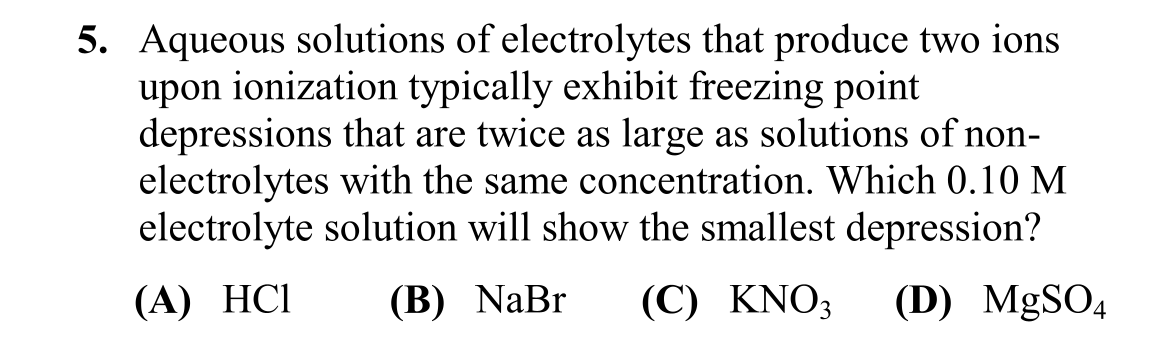 5. Aqueous solutions of electrolytes that produce two ions
upon ionization typically exhibit freezing point
depressions that are twice as large as solutions of non-
electrolytes with the same concentration. Which 0.10 M
electrolyte solution will show the smallest depression?
(A) HCl (B) NaBr (C) KNO₃ (D) MgSO₄